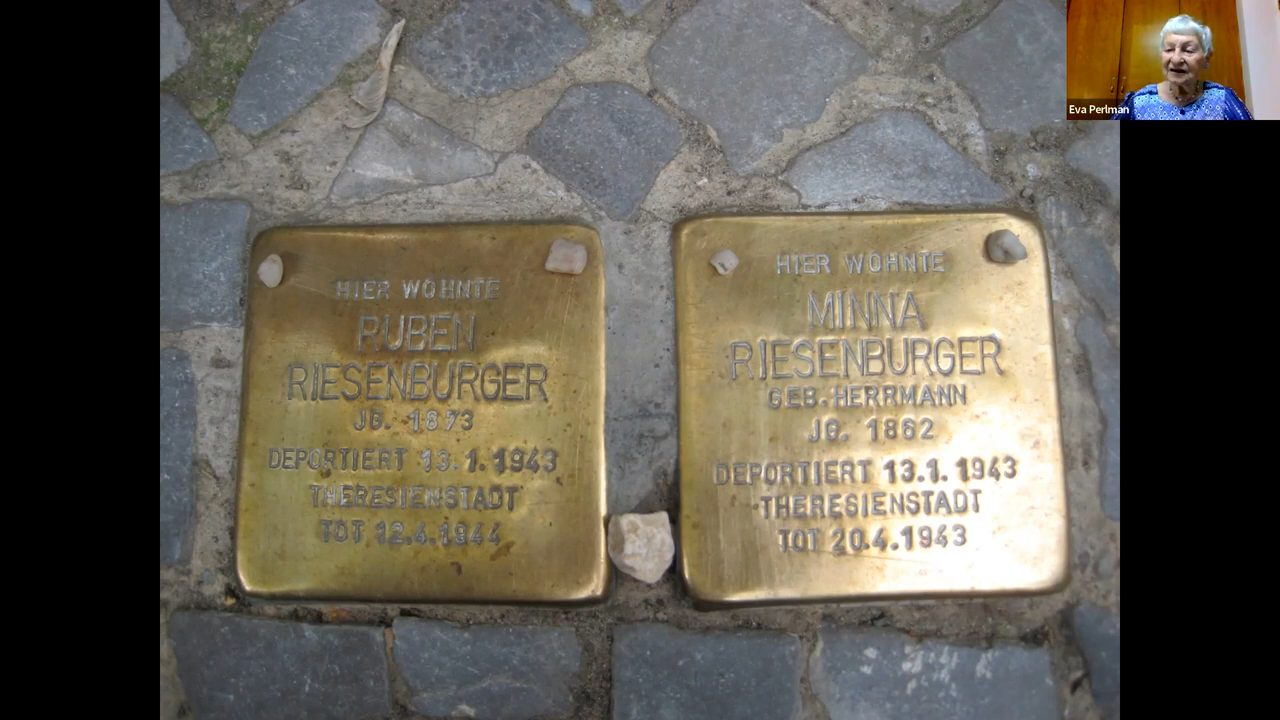 HIER WOHNTE
RUBEN
RIESENBURGER
JG. 1873
DEPORTIERT 13.1.1943
THERESIENSTADT
TOT 12.4.1944
HIER WOHNTE
MINNA
RIESENBURGER
GEB. HERRMANN
JG. 1862
DEPORTIERT 13.1.1943
THERESIENSTADT
TOT 20.4.1943
Eva Perlman